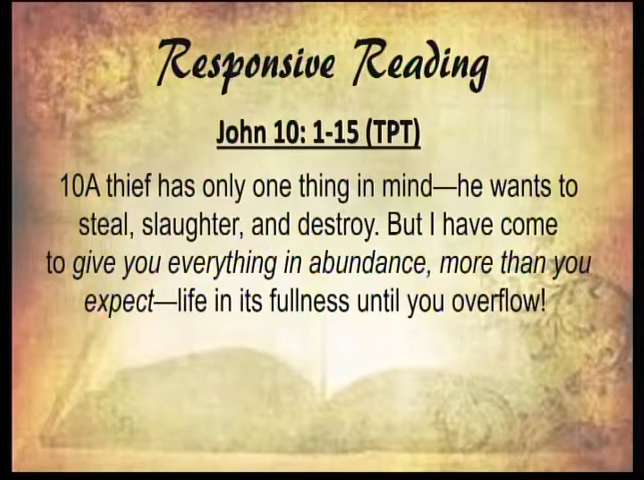 Responsive Reading
John 10: 1-15 (TPT)
10A thief has only one thing in mind—he wants to
steal, slaughter, and destroy. But I have come
to give you everything in abundance, more than you
expect—life in its fullness until you overflow!